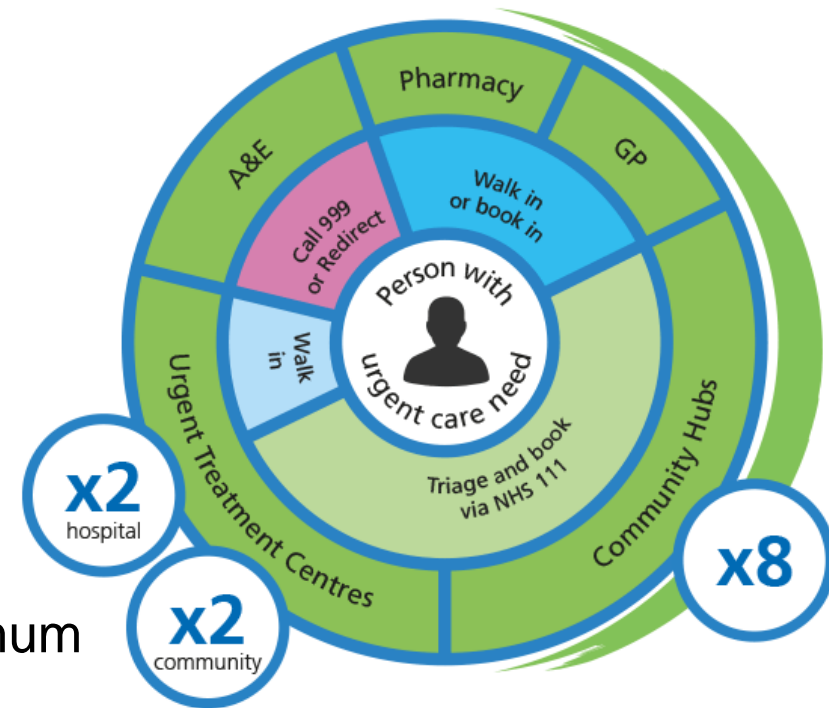 Pharmacy
A&E
GP
Walk in
or book in
Call 999
or Redirect
Person with
urgent care need
Walk
in
Triage and book
via NHS 111
Urgent Treatment Centres
Community Hubs
x2
hospital
x2
community
x8